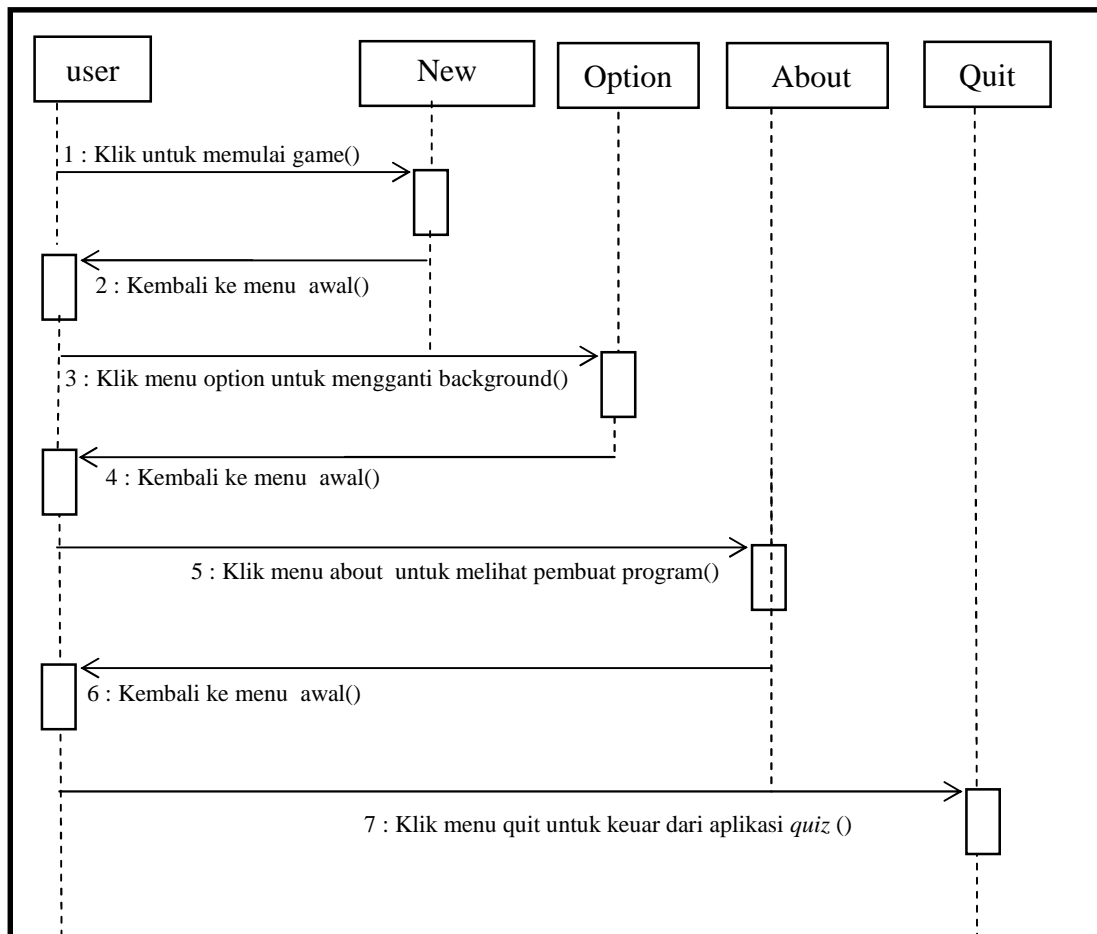 user
New
Option
About
Quit
1 : Klik untuk memulai game()
2 : Kembali ke menu  awal()
3 : Klik menu option untuk mengganti background()
4 : Kembali ke menu  awal()
5 : Klik menu about  untuk melihat pembuat program()
6 : Kembali ke menu  awal()
7 : Klik menu quit untuk keuar dari aplikasi quiz ()